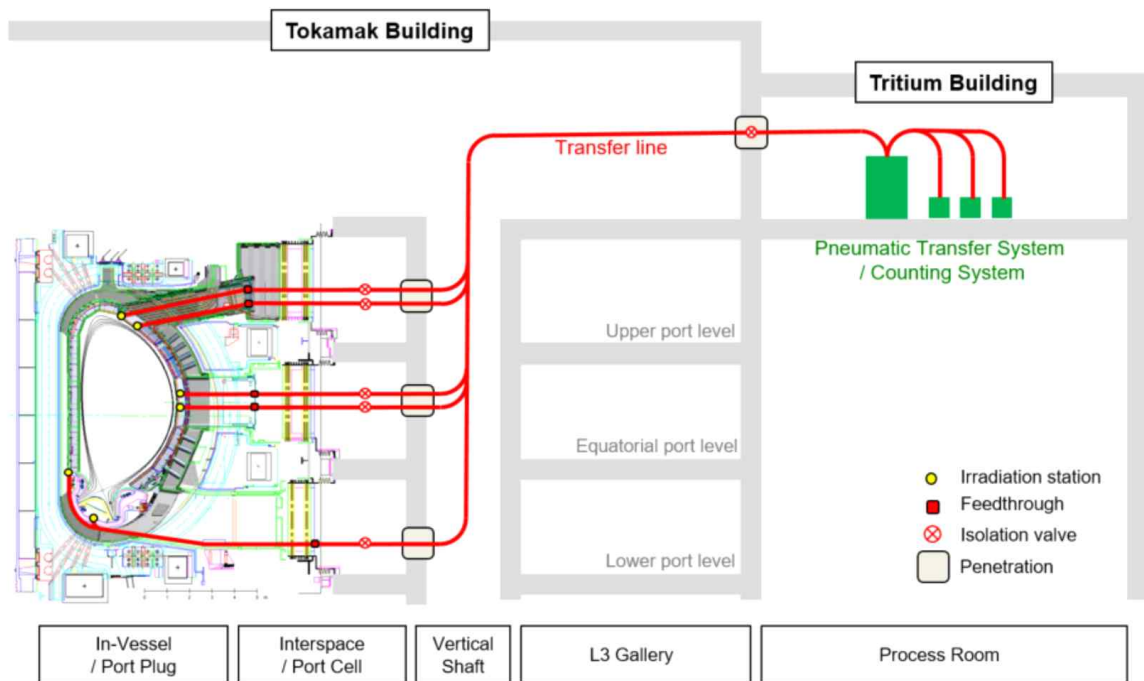 Tokamak Building
Tritium Building
Transfer line
Pneumatic Transfer System
/ Counting System
Upper port level
Equatorial port level
Lower port level
Irradiation station
Feedthrough
Isolation valve
Penetration
In-Vessel
/ Port Plug
Interspace
/ Port Cell
Vertical
Shaft
L3 Gallery
Process Room